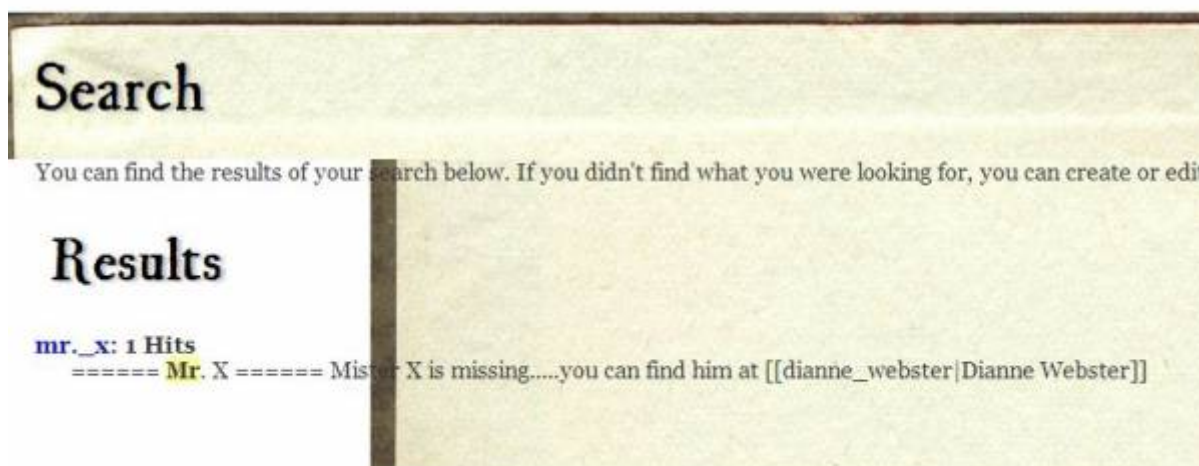 Search
You can find the results of your search below. If you didn't find what you were looking for, you can create or edit
Results
mr._x: 1 Hits
====== Mr. X ====== Mister X is missing.....you can find him at [[dianne_webster|Dianne Webster]]